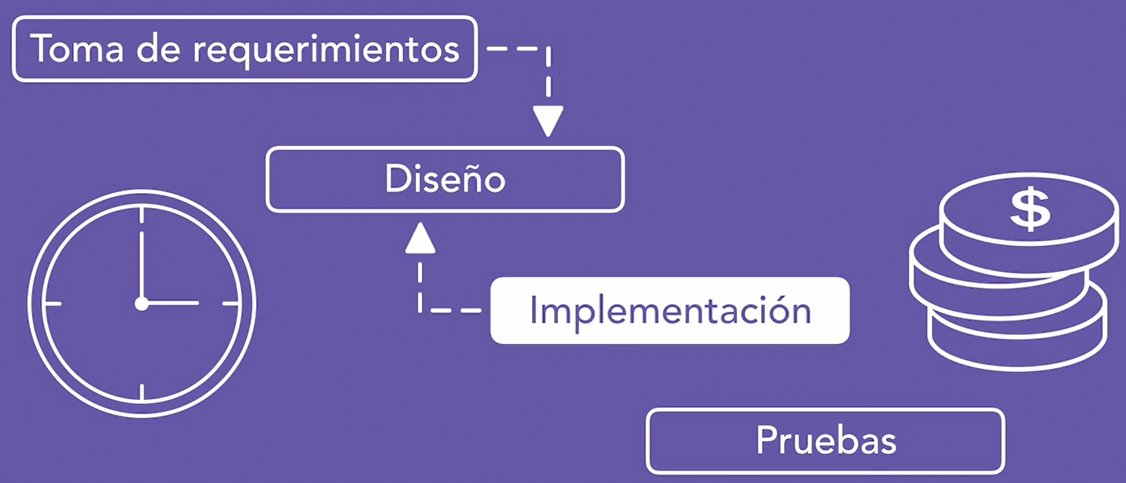 Toma de requerimientos
Diseño
$
Implementación
Pruebas